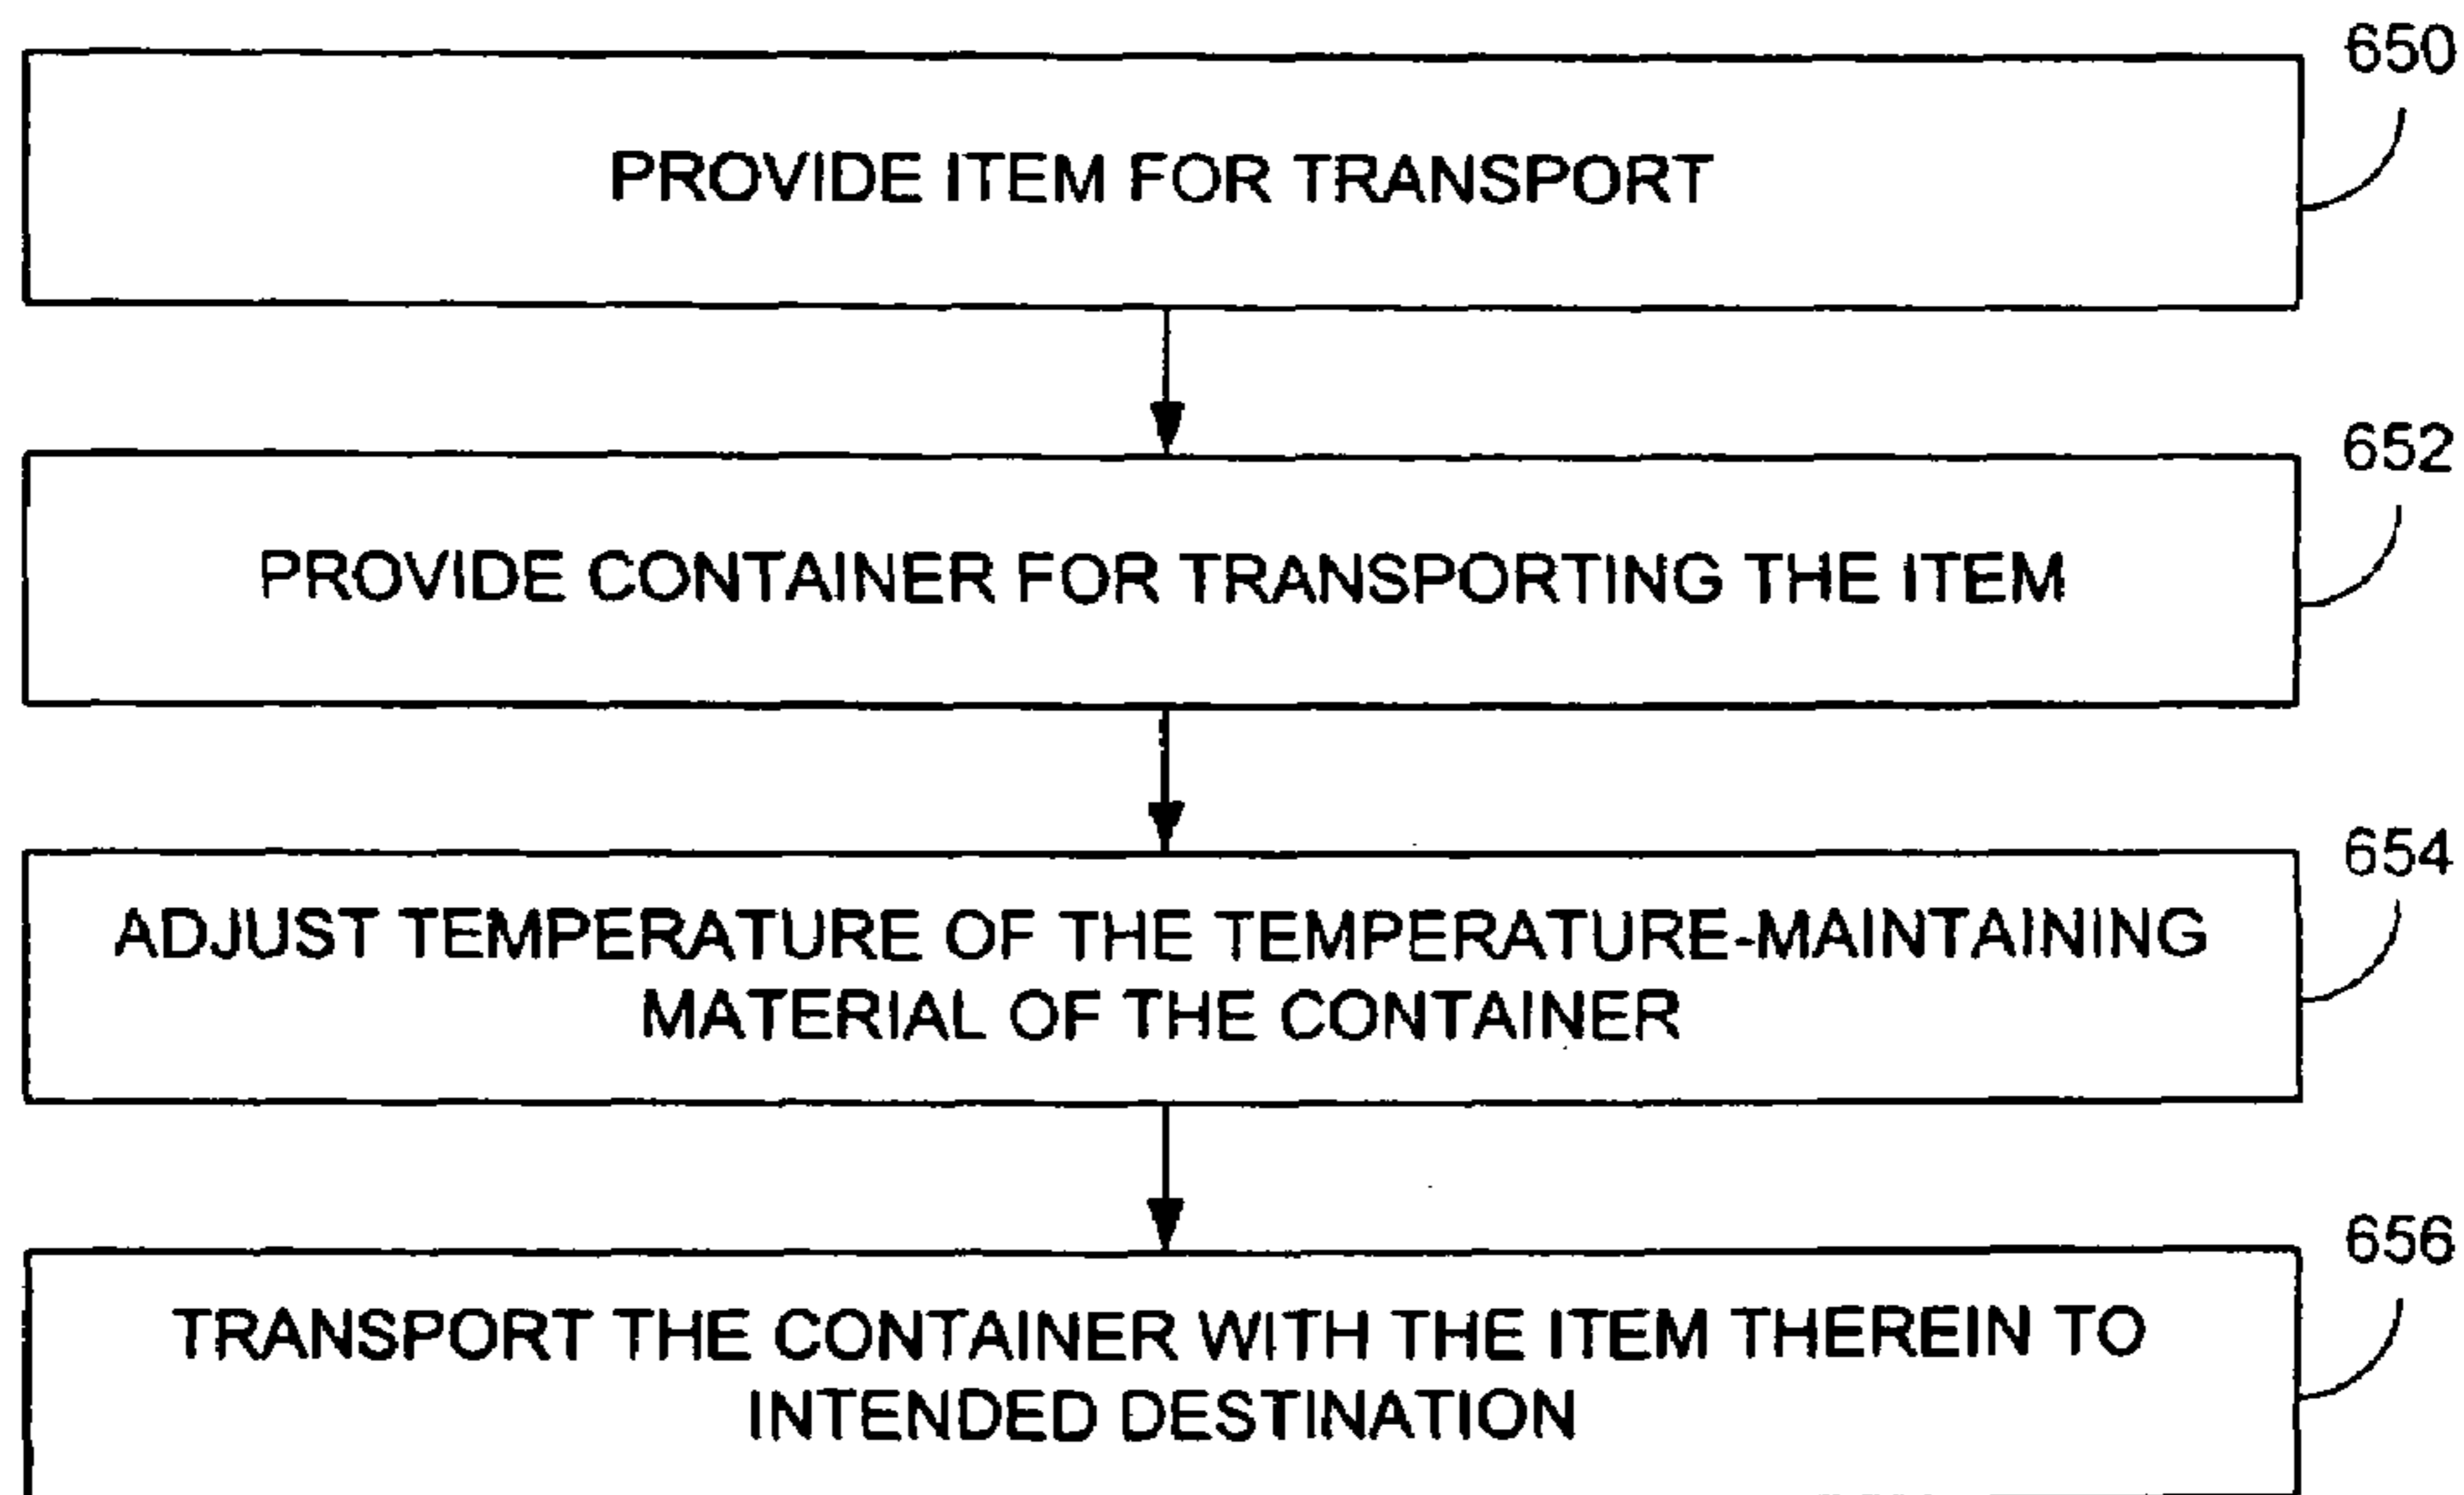 650
PROVIDE ITEM FOR TRANSPORT
652
PROVIDE CONTAINER FOR TRANSPORTING THE ITEM
654
ADJUST TEMPERATURE OF THE TEMPERATURE-MAINTAINING
MATERIAL OF THE CONTAINER
656
TRANSPORT THE CONTAINER WITH THE ITEM THEREIN TO
INTENDED DESTINATION